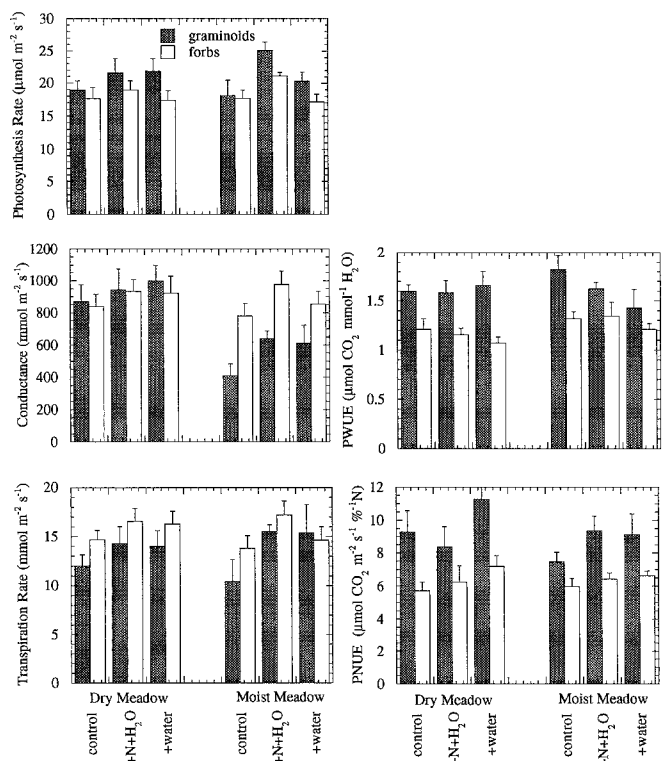 graminoids
forbs
Photosynthesis Rate (μmol m-2 s-1)
30
25
20
15
10
5
0
Conductance (mmol m-2 s-1)
1200
1000
800
600
400
200
0
PWUE (μmol CO2 mmol-1 H2O)
2
1.5
1
0.5
0
Transpiration Rate (mmol m-2 s-1)
20
15
10
5
0
PNUE (μmol CO2 m-2 s-1 %-1N)
12
10
8
6
4
2
0
Dry Meadow
Moist Meadow
control
+N+H2O
+water
control
+N+H2O
+water
Dry Meadow
Moist Meadow
control
-N+H2O
+water
control
-N+H2O
+water